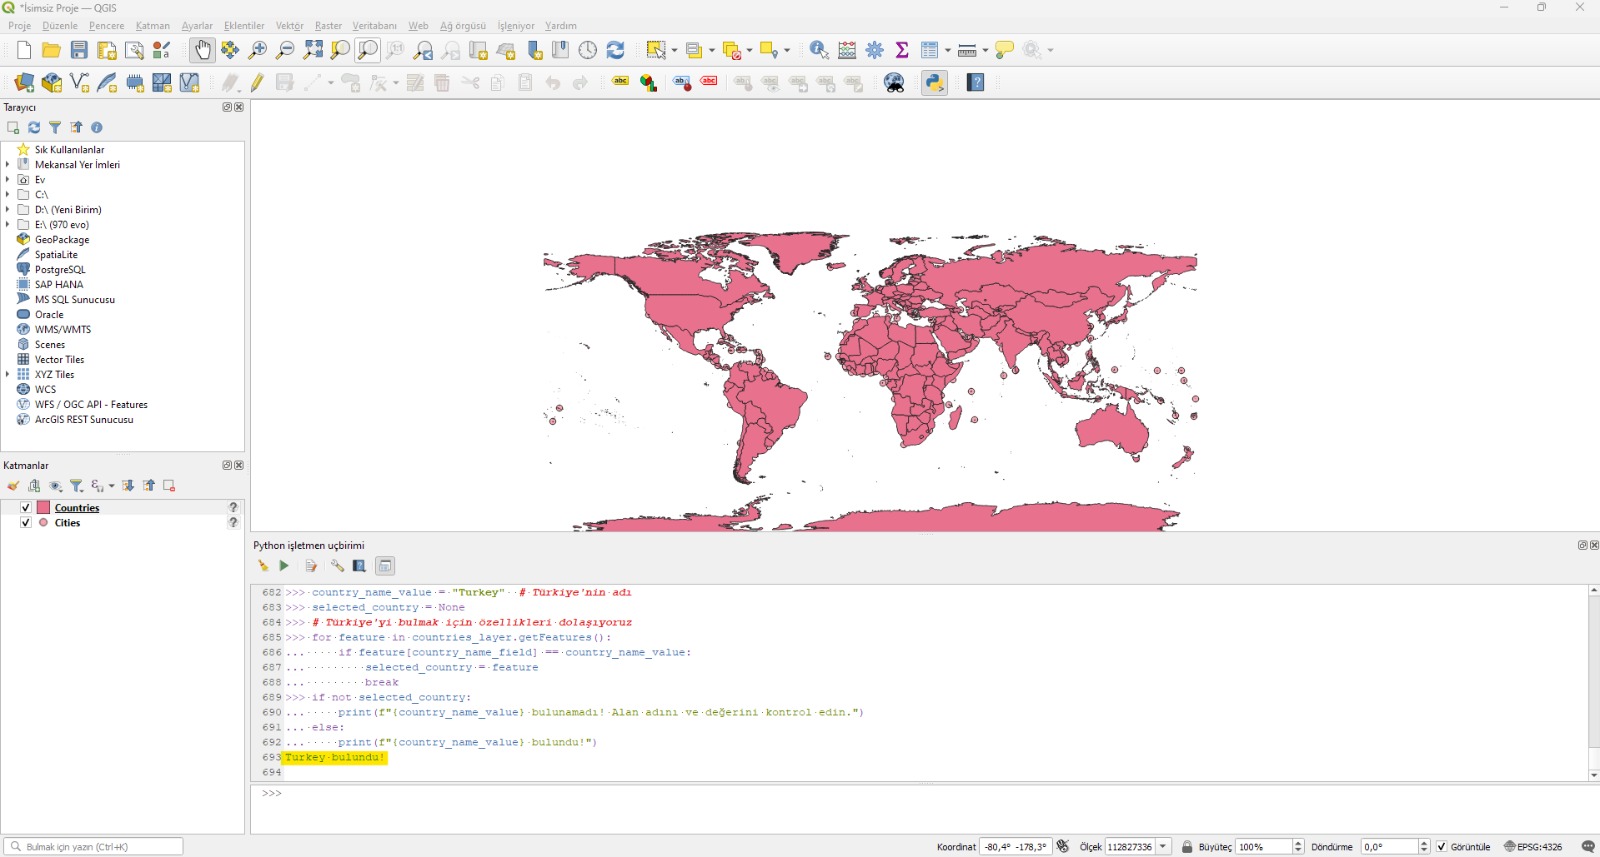 *İsimsiz Proje — QGIS
Proje Düzenle Pencere Katman Ayarlar Eklentiler Vektör Raster Veritabanı Web Ağ örgüsü İşleniyor Yardım
Tarayıcı
Sık Kullanılanlar
Mekansal Yer İmleri
Ev
C:\
D:\ (Yeni Birim)
E:\ (970 evo)
GeoPackage
SpatiaLite
PostgreSQL
SAP HANA
MS SQL Sunucusu
Oracle
WMS/WMTS
Scenes
Vector Tiles
XYZ Tiles
WCS
WFS / OGC API - Features
ArcGIS REST Sunucusu
Katmanlar
Countries ?
Cities ?
Python işletmen uçbirimi
682 >>> country_name_value = "Turkey"  # Türkiye'nin adı
683 >>> selected_country = None
684 >>> # Türkiye'yi bulmak için özellikleri dolaşıyoruz
685 >>> for feature in countries_layer.getFeatures():
686 ...     if feature[country_name_field] == country_name_value:
687 ...         selected_country = feature
688 ...         break
689 >>> if not selected_country:
690 ...     print(f"{country_name_value} bulunamadı! Alan adını ve değerini kontrol edin.")
691 ... else:
692 ...     print(f"{country_name_value} bulundu!")
693 Turkey bulundu!
694
>>>
Bulmak için yazın (Ctrl+K) Koordinat -80,4° -178,3° Ölçek 112827336 Büyüteç 100% Döndürme 0,0° Görüntüle EPSG:4326